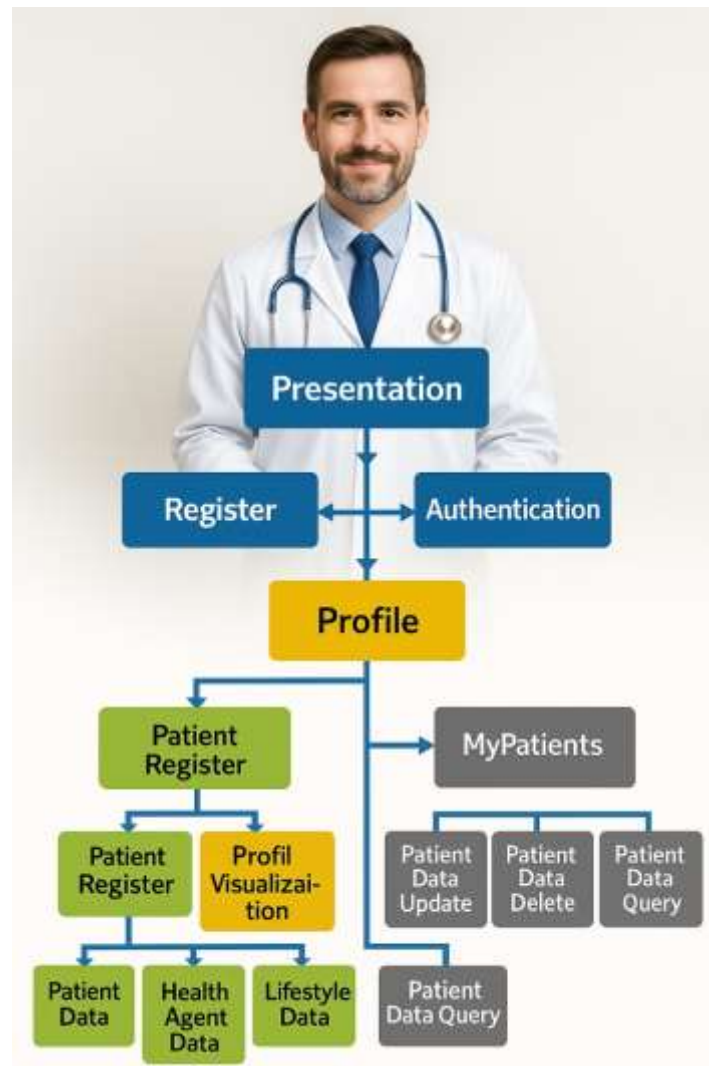 Presentation
Register
Authentication
Profile
Patient
Register
MyPatients
Patient
Register
Profil
Visualizai-
tion
Patient
Data
Update
Patient
Data
Delete
Patient
Data
Query
Patient
Data
Health
Agent
Data
Lifestyle
Data
Patient
Data Query